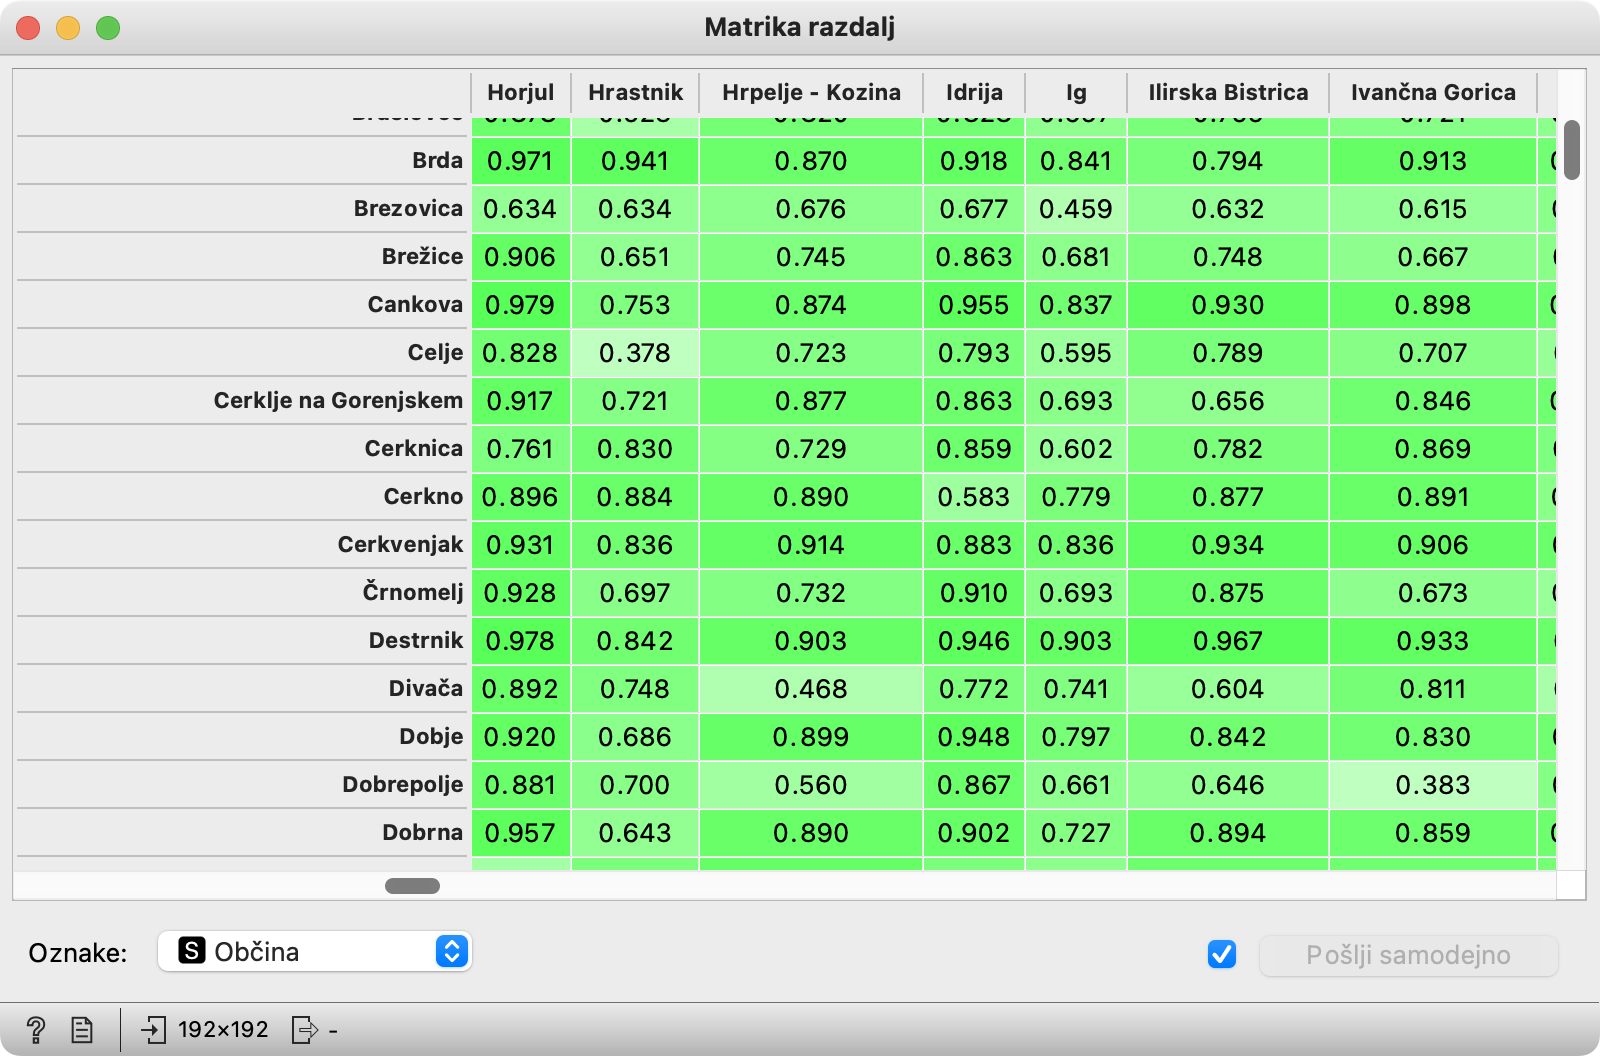 Matrika razdalj
Horjul Hrastnik Hrpelje - Kozina Idrija Ig Ilirska Bistrica Ivančna Gorica
Brda 0.971 0.941 0.870 0.918 0.841 0.794 0.913
Brezovica 0.634 0.634 0.676 0.677 0.459 0.632 0.615
Brežice 0.906 0.651 0.745 0.863 0.681 0.748 0.667
Cankova 0.979 0.753 0.874 0.955 0.837 0.930 0.898
Celje 0.828 0.378 0.723 0.793 0.595 0.789 0.707
Cerklje na Gorenjskem 0.917 0.721 0.877 0.863 0.693 0.656 0.846
Cerknica 0.761 0.830 0.729 0.859 0.602 0.782 0.869
Cerkno 0.896 0.884 0.890 0.583 0.779 0.877 0.891
Cerkvenjak 0.931 0.836 0.914 0.883 0.836 0.934 0.906
Črnomelj 0.928 0.697 0.732 0.910 0.693 0.875 0.673
Destrnik 0.978 0.842 0.903 0.946 0.903 0.967 0.933
Divača 0.892 0.748 0.468 0.772 0.741 0.604 0.811
Dobje 0.920 0.686 0.899 0.948 0.797 0.842 0.830
Dobrepolje 0.881 0.700 0.560 0.867 0.661 0.646 0.383
Dobrna 0.957 0.643 0.890 0.902 0.727 0.894 0.859
Oznake: S Občina Pošlji samodejno
? 192×192 -